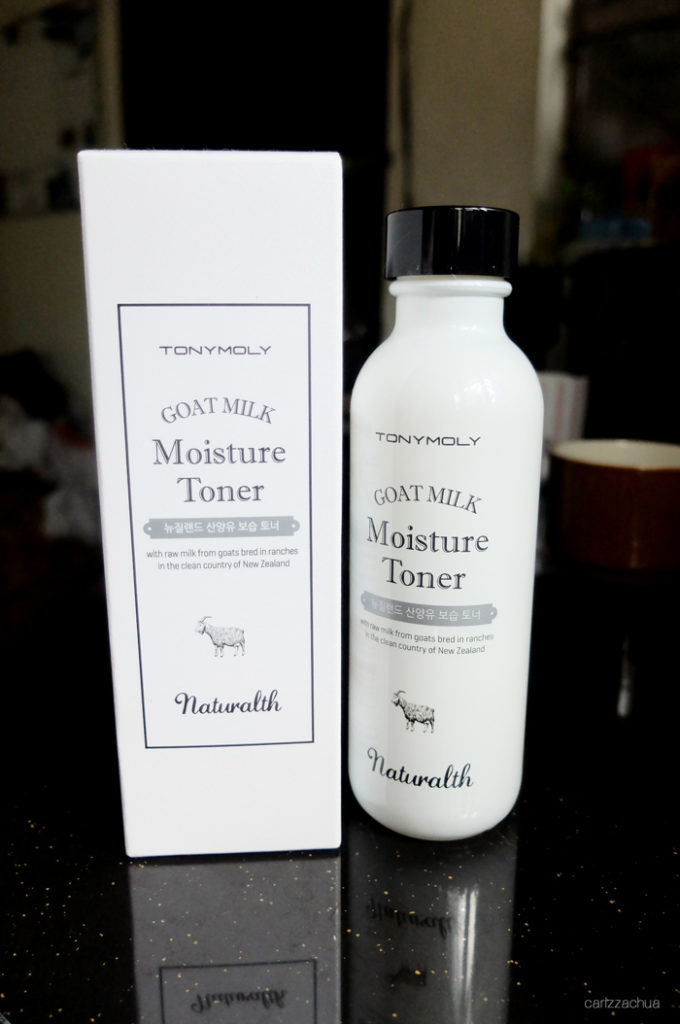 TONYMOLY
GOAT MILK
Moisture
Toner
뉴질랜드 산양유 보습 토너
with raw milk from goats bred in ranches
in the clean country of New Zealand
Naturalth
TONYMOLY
GOAT MILK
Moisture
Toner
뉴질랜드 산양유 보습 토너
with raw milk from goats bred in ranches
in the clean country of New Zealand
Naturalth
carizzachua